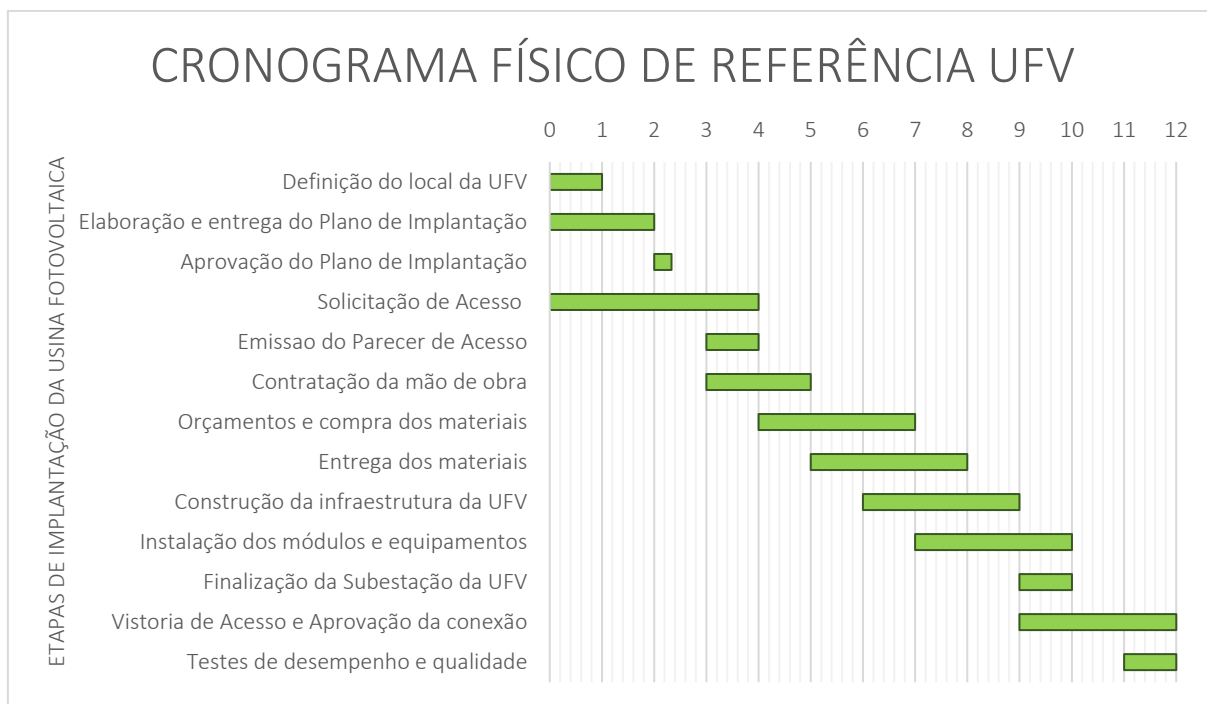 CRONOGRAMA FÍSICO DE REFERÊNCIA UFV
0 1 2 3 4 5 6 7 8 9 10 11 12
ETAPAS DE IMPLANTAÇÃO DA USINA FOTOVOLTAICA
Definição do local da UFV
Elaboração e entrega do Plano de Implantação
Aprovação do Plano de Implantação
Solicitação de Acesso
Emissao do Parecer de Acesso
Contratação da mão de obra
Orçamentos e compra dos materiais
Entrega dos materiais
Construção da infraestrutura da UFV
Instalação dos módulos e equipamentos
Finalização da Subestação da UFV
Vistoria de Acesso e Aprovação da conexão
Testes de desempenho e qualidade